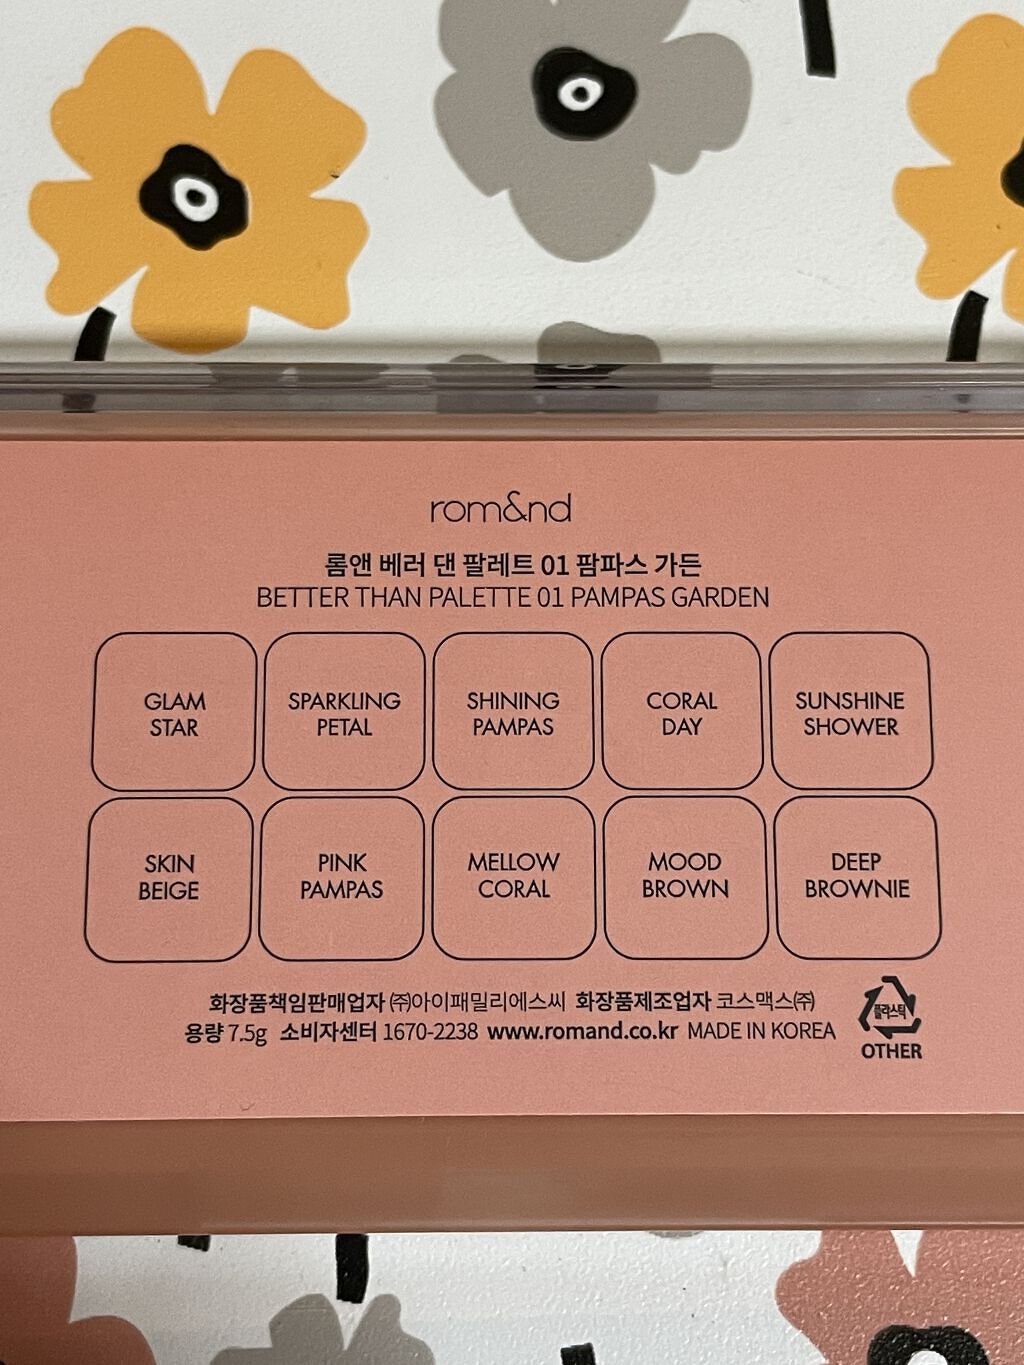 rom&nd
롬앤 베러 댄 팔레트 01 팜파스 가든
BETTER THAN PALETTE 01 PAMPAS GARDEN
GLAM
STAR
SPARKLING
PETAL
SHINING
PAMPAS
CORAL
DAY
SUNSHINE
SHOWER
SKIN
BEIGE
PINK
PAMPAS
MELLOW
CORAL
MOOD
BROWN
DEEP
BROWNIE
화장품책임판매업자 ㈜아이패밀리에스씨 화장품제조업자 코스맥스㈜
용량 7.5g 소비자센터 1670-2238 www.romand.co.kr MADE IN KOREA
플라스틱
OTHER